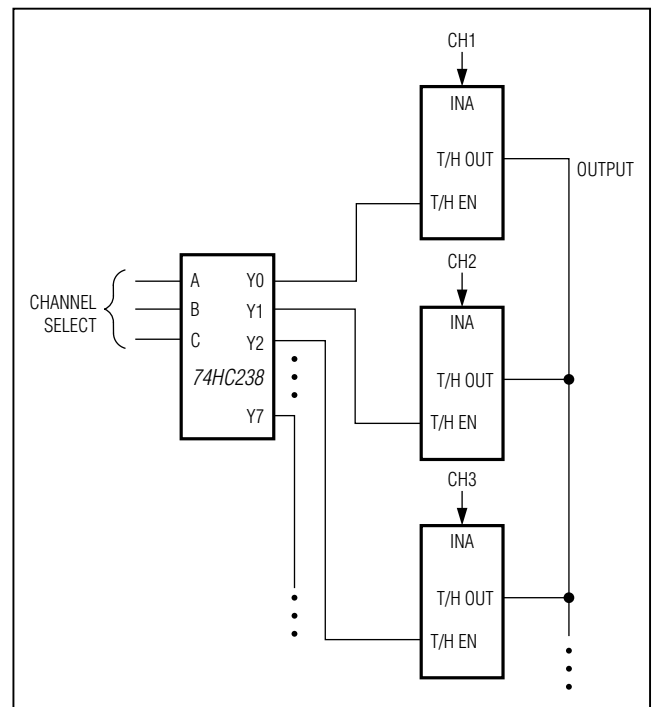 CH1
INA
T/H OUT
OUTPUT
T/H EN
CH2
INA
T/H OUT
T/H EN
CHANNEL
SELECT
A
B
C
Y0
Y1
Y2
74HC238
Y7
CH3
INA
T/H OUT
T/H EN